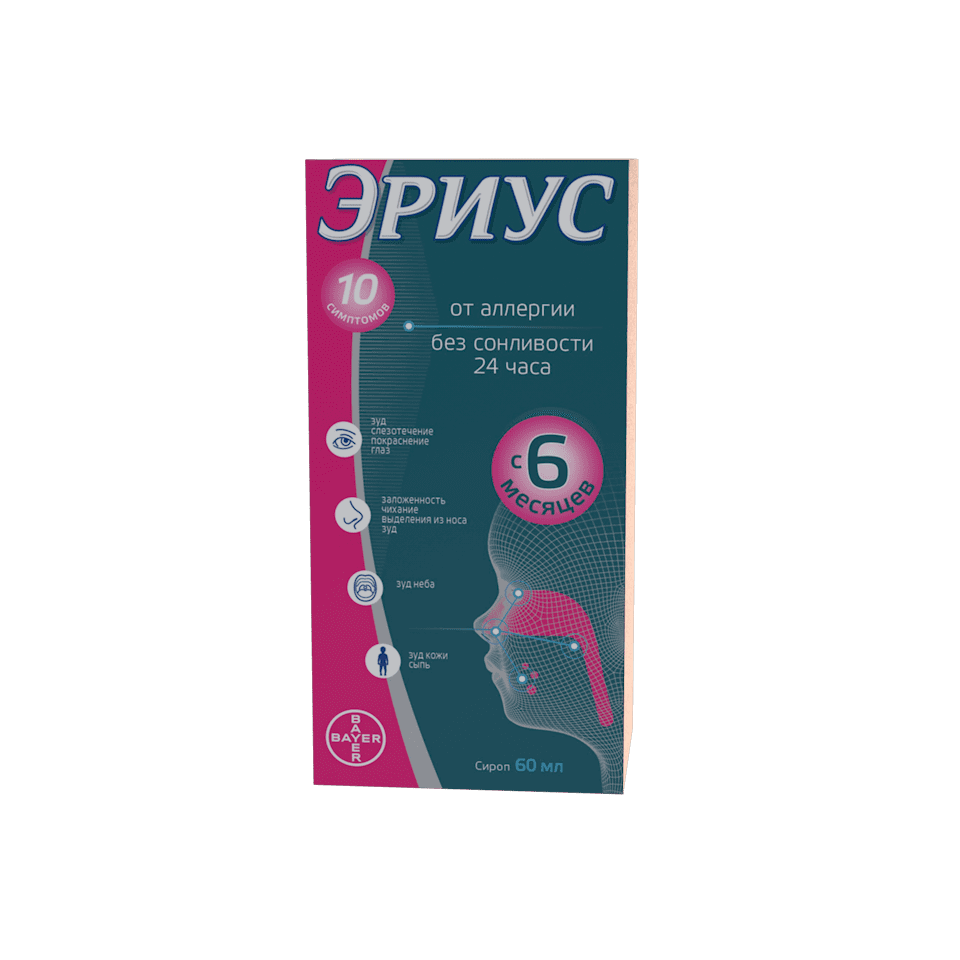 ЭРИУС
10
СИМПТОМОВ
от аллергии
без сонливости
24 часа
зуд
слезотечение
покраснение
глаз
с 6
месяцев
заложенность
чихание
выделения из носа
зуд
зуд неба
зуд кожи
сыпь
BAYER
BAYER
Сироп 60 мл